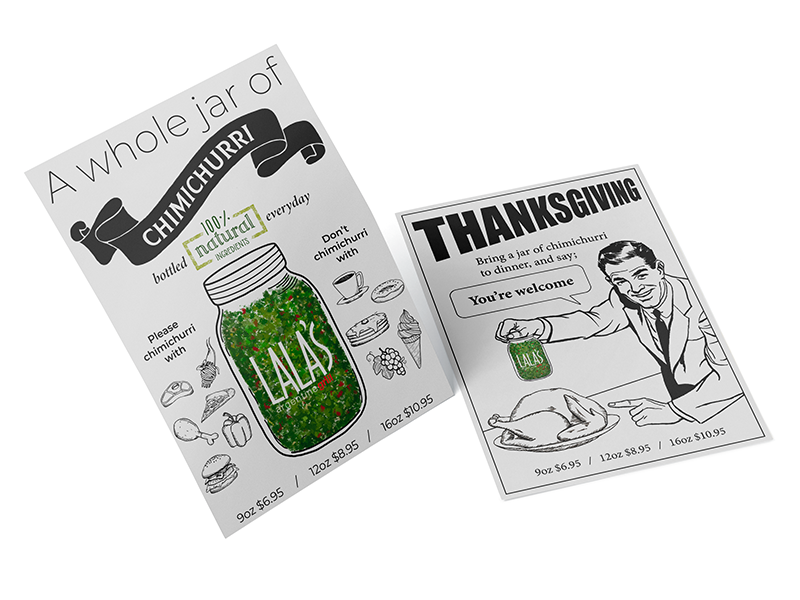 A whole jar of
CHIMICHURRI
bottled
100%
natural
INGREDIENTS
everyday
Please
chimichurri
with
Don't
chimichurri
with
LALA'S
argentine grill
9oz $6.95 / 12oz $8.95 / 16oz $10.95
THANKSGIVING
Bring a jar of chimichurri
to dinner, and say;
You're welcome
LALA'S
9oz $6.95 / 12oz $8.95 / 16oz $10.95